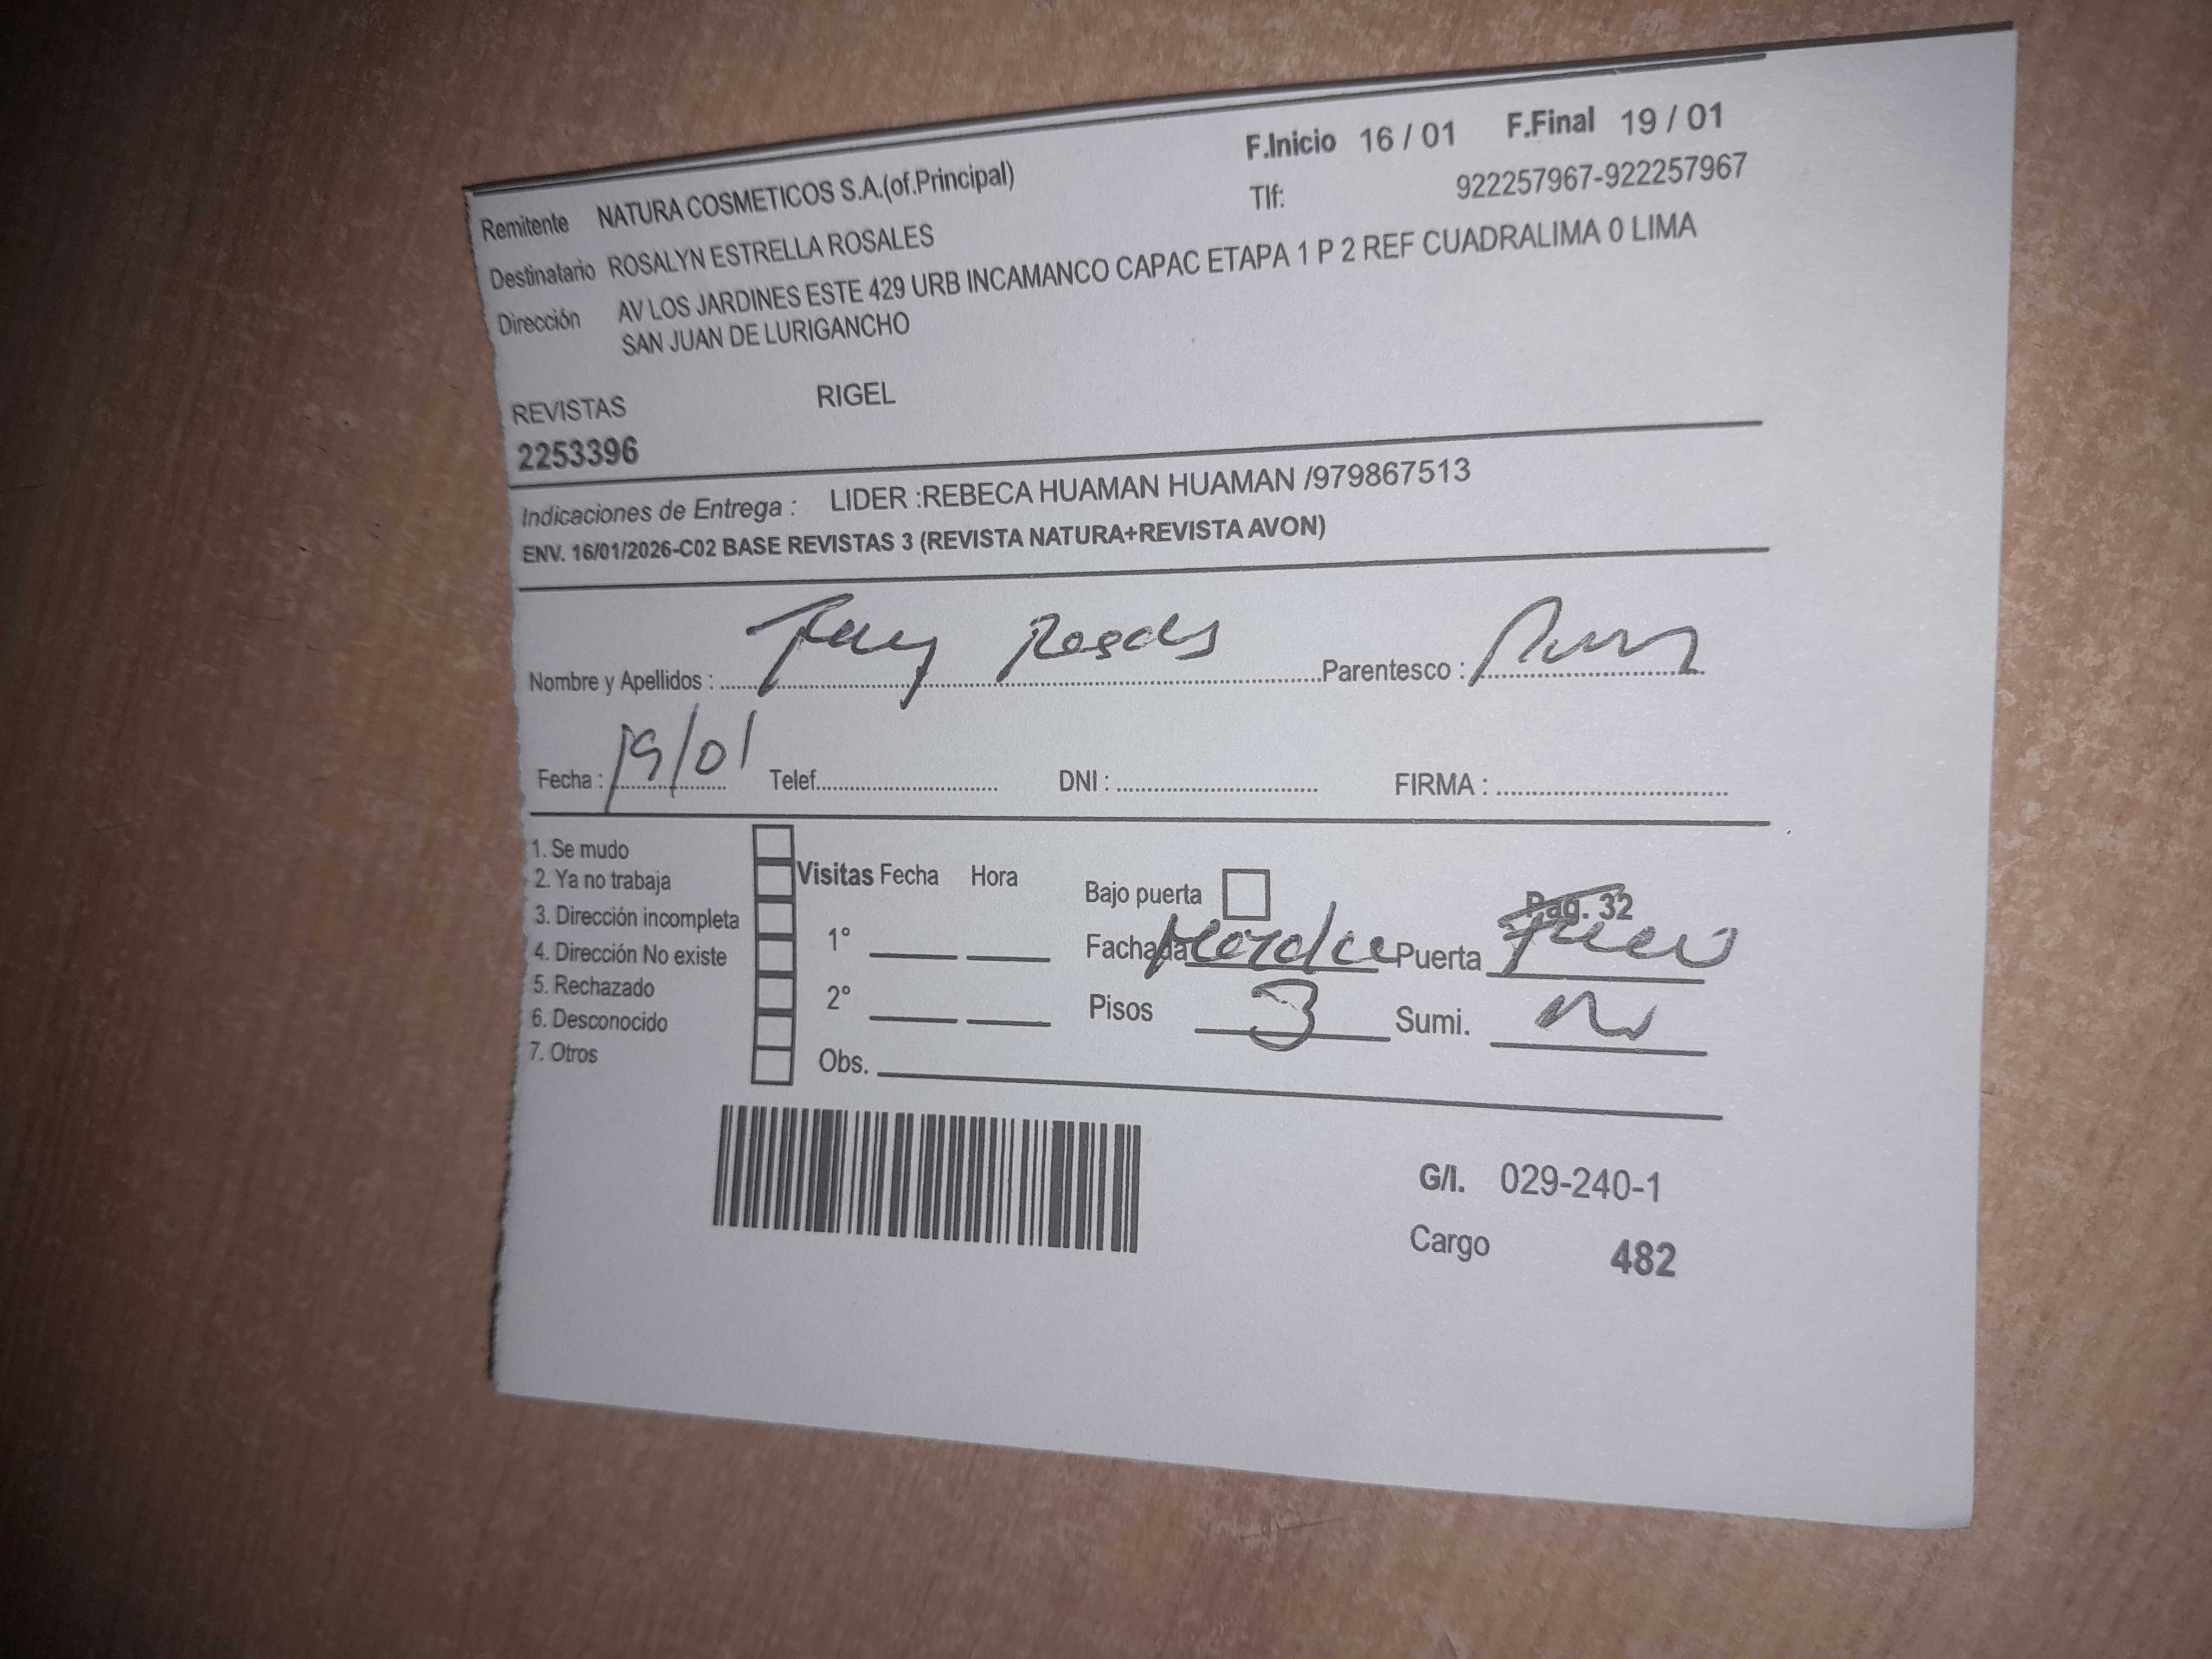 F.Inicio 16 / 01 F.Final 19 / 01
Remitente NATURA COSMETICOS S.A.(of.Principal) Tlf: 922257967-922257967
Destinatario ROSALYN ESTRELLA ROSALES
Dirección AV LOS JARDINES ESTE 429 URB INCAMANCO CAPAC ETAPA 1 P 2 REF CUADRALIMA 0 LIMA
SAN JUAN DE LURIGANCHO
REVISTAS RIGEL
2253396
Indicaciones de Entrega : LIDER :REBECA HUAMAN HUAMAN /979867513
ENV. 16/01/2026-C02 BASE REVISTAS 3 (REVISTA NATURA+REVISTA AVON)
Nombre y Apellidos : Parentesco :
Fecha : 19/01 Telef. DNI : FIRMA :
1. Se mudo
2. Ya no trabaja
3. Dirección incompleta
4. Dirección No existe
5. Rechazado
6. Desconocido
7. Otros
Visitas Fecha Hora
1°
2°
Obs.
Bajo puerta Pag. 32
Fachada Puerta
Pisos 3 Sumi.
G/I. 029-240-1
Cargo 482